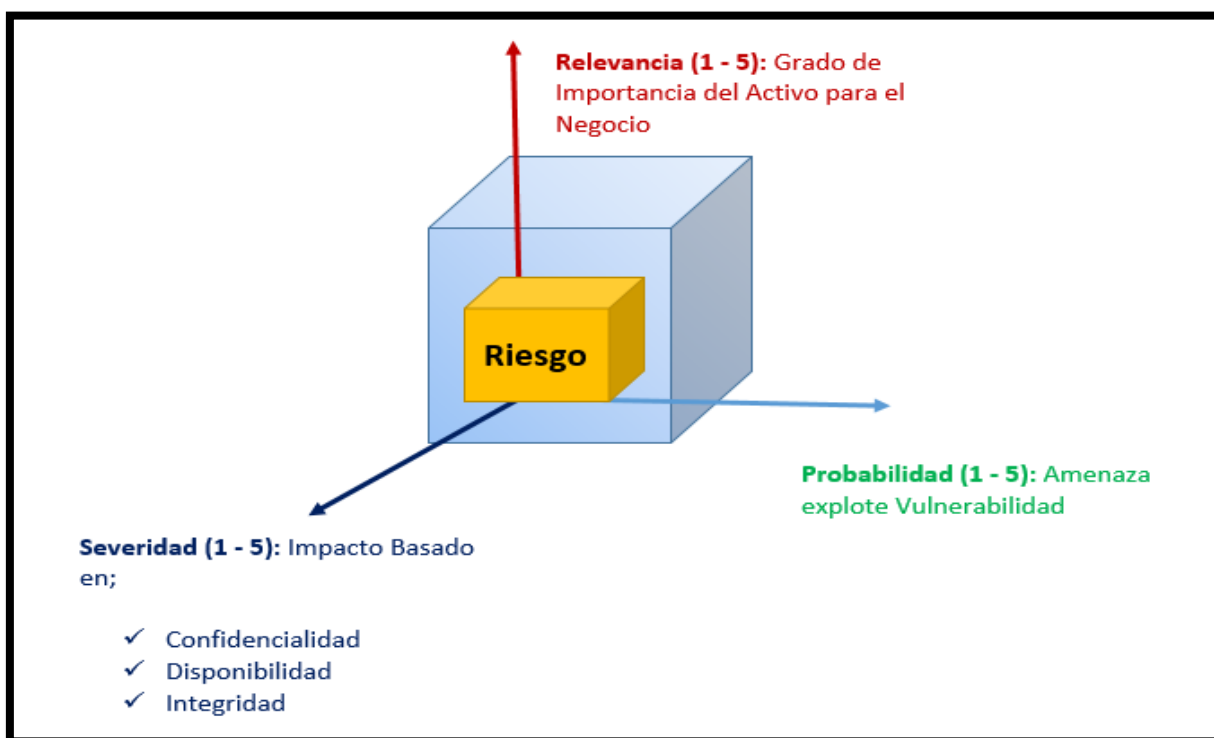 Relevancia (1 - 5): Grado de
Importancia del Activo para el
Negocio
Riesgo
Probabilidad (1 - 5): Amenaza
explote Vulnerabilidad
Severidad (1 - 5): Impacto Basado
en;
✓ Confidencialidad
✓ Disponibilidad
✓ Integridad